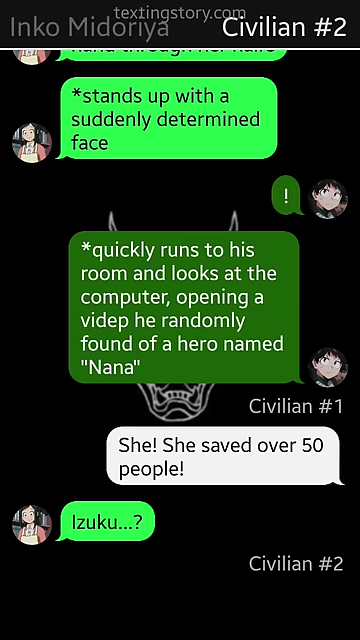 textingstory.com
Inko Midoriya
Civilian #2
*stands up with a
suddenly determined
face
!
*quickly runs to his
room and looks at the
computer, opening a
videp he randomly
found of a hero named
"Nana"
Civilian #1
She! She saved over 50
people!
Izuku...?
Civilian #2